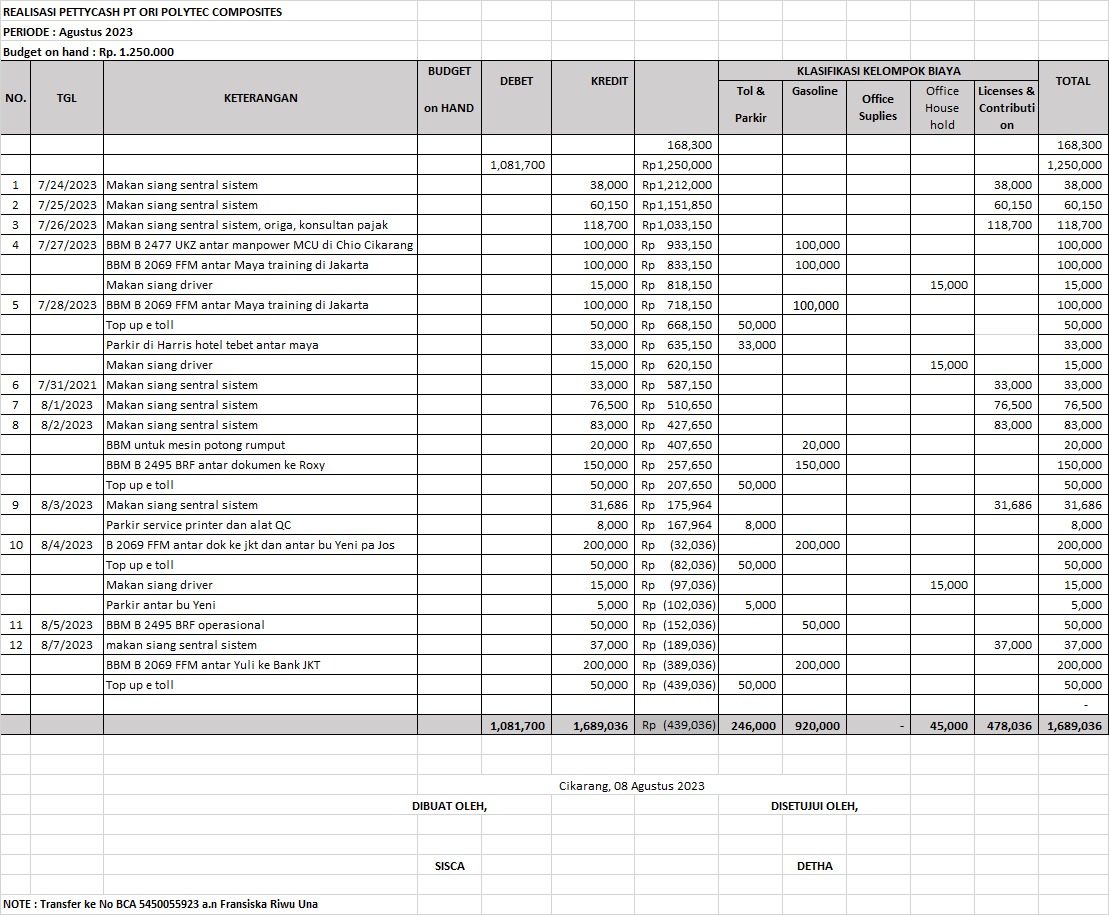 REALISASI PETTYCASH PT ORI POLYTEC COMPOSITES
PERIODE : Agustus 2023
Budget on hand : Rp. 1.250.000
NO. TGL KETERANGAN BUDGET on HAND DEBET KREDIT KLASIFIKASI KELOMPOK BIAYA TOTAL
Tol & Parkir Gasoline Office Suplies Office House hold Licenses & Contributi on
168,300 168,300
1,081,700 Rp1,250,000 1,250,000
1 7/24/2023 Makan siang sentral sistem 38,000 Rp1,212,000 38,000 38,000
2 7/25/2023 Makan siang sentral sistem 60,150 Rp1,151,850 60,150 60,150
3 7/26/2023 Makan siang sentral sistem, origa, konsultan pajak 118,700 Rp1,033,150 118,700 118,700
4 7/27/2023 BBM B 2477 UKZ antar manpower MCU di Chio Cikarang 100,000 Rp 933,150 100,000 100,000
BBM B 2069 FFM antar Maya training di Jakarta 100,000 Rp 833,150 100,000 100,000
Makan siang driver 15,000 Rp 818,150 15,000 15,000
5 7/28/2023 BBM B 2069 FFM antar Maya training di Jakarta 100,000 Rp 718,150 100,000 100,000
Top up e toll 50,000 Rp 668,150 50,000 50,000
Parkir di Harris hotel tebet antar maya 33,000 Rp 635,150 33,000 33,000
Makan siang driver 15,000 Rp 620,150 15,000 15,000
6 7/31/2021 Makan siang sentral sistem 33,000 Rp 587,150 33,000 33,000
7 8/1/2023 Makan siang sentral sistem 76,500 Rp 510,650 76,500 76,500
8 8/2/2023 Makan siang sentral sistem 83,000 Rp 427,650 83,000 83,000
BBM untuk mesin potong rumput 20,000 Rp 407,650 20,000 20,000
BBM B 2495 BRF antar dokumen ke Roxy 150,000 Rp 257,650 150,000 150,000
Top up e toll 50,000 Rp 207,650 50,000 50,000
9 8/3/2023 Makan siang sentral sistem 31,686 Rp 175,964 31,686 31,686
Parkir service printer dan alat QC 8,000 Rp 167,964 8,000 8,000
10 8/4/2023 B 2069 FFM antar dok ke jkt dan antar bu Yeni pa Jos 200,000 Rp (32,036) 200,000 200,000
Top up e toll 50,000 Rp (82,036) 50,000 50,000
Makan siang driver 15,000 Rp (97,036) 15,000 15,000
Parkir antar bu Yeni 5,000 Rp (102,036) 5,000 5,000
11 8/5/2023 BBM B 2495 BRF operasional 50,000 Rp (152,036) 50,000 50,000
12 8/7/2023 makan siang sentral sistem 37,000 Rp (189,036) 37,000 37,000
BBM B 2069 FFM antar Yuli ke Bank JKT 200,000 Rp (389,036) 200,000 200,000
Top up e toll 50,000 Rp (439,036) 50,000 50,000
-
1,081,700 1,689,036 Rp (439,036) 246,000 920,000 - 45,000 478,036 1,689,036
Cikarang, 08 Agustus 2023
DIBUAT OLEH, DISETUJUI OLEH,
SISCA DETHA
NOTE : Transfer ke No BCA 5450055923 a.n Fransiska Riwu Una